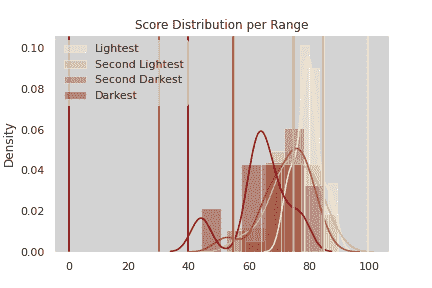 Score Distribution per Range
0.10
Lightest
Second Lightest
0.08
Second Darkest
Darkest
0.06
Density
0.04
0.02
0.00
0 20 40 60 80 100